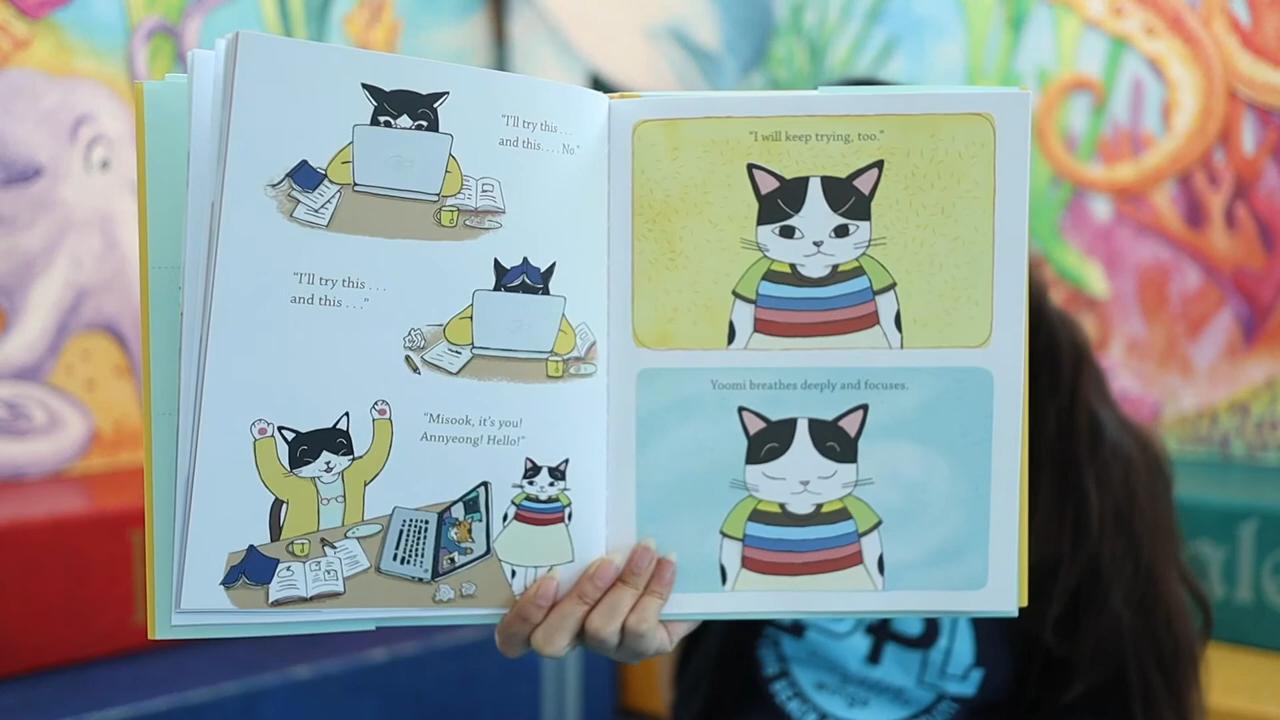 "I'll try this . . .
and this. . . . No"
"I'll try this . . .
and this . . ."
"Misook, it's you!
Annyeong! Hello!"
"I will keep trying, too."
Yoomi breathes deeply and focuses.